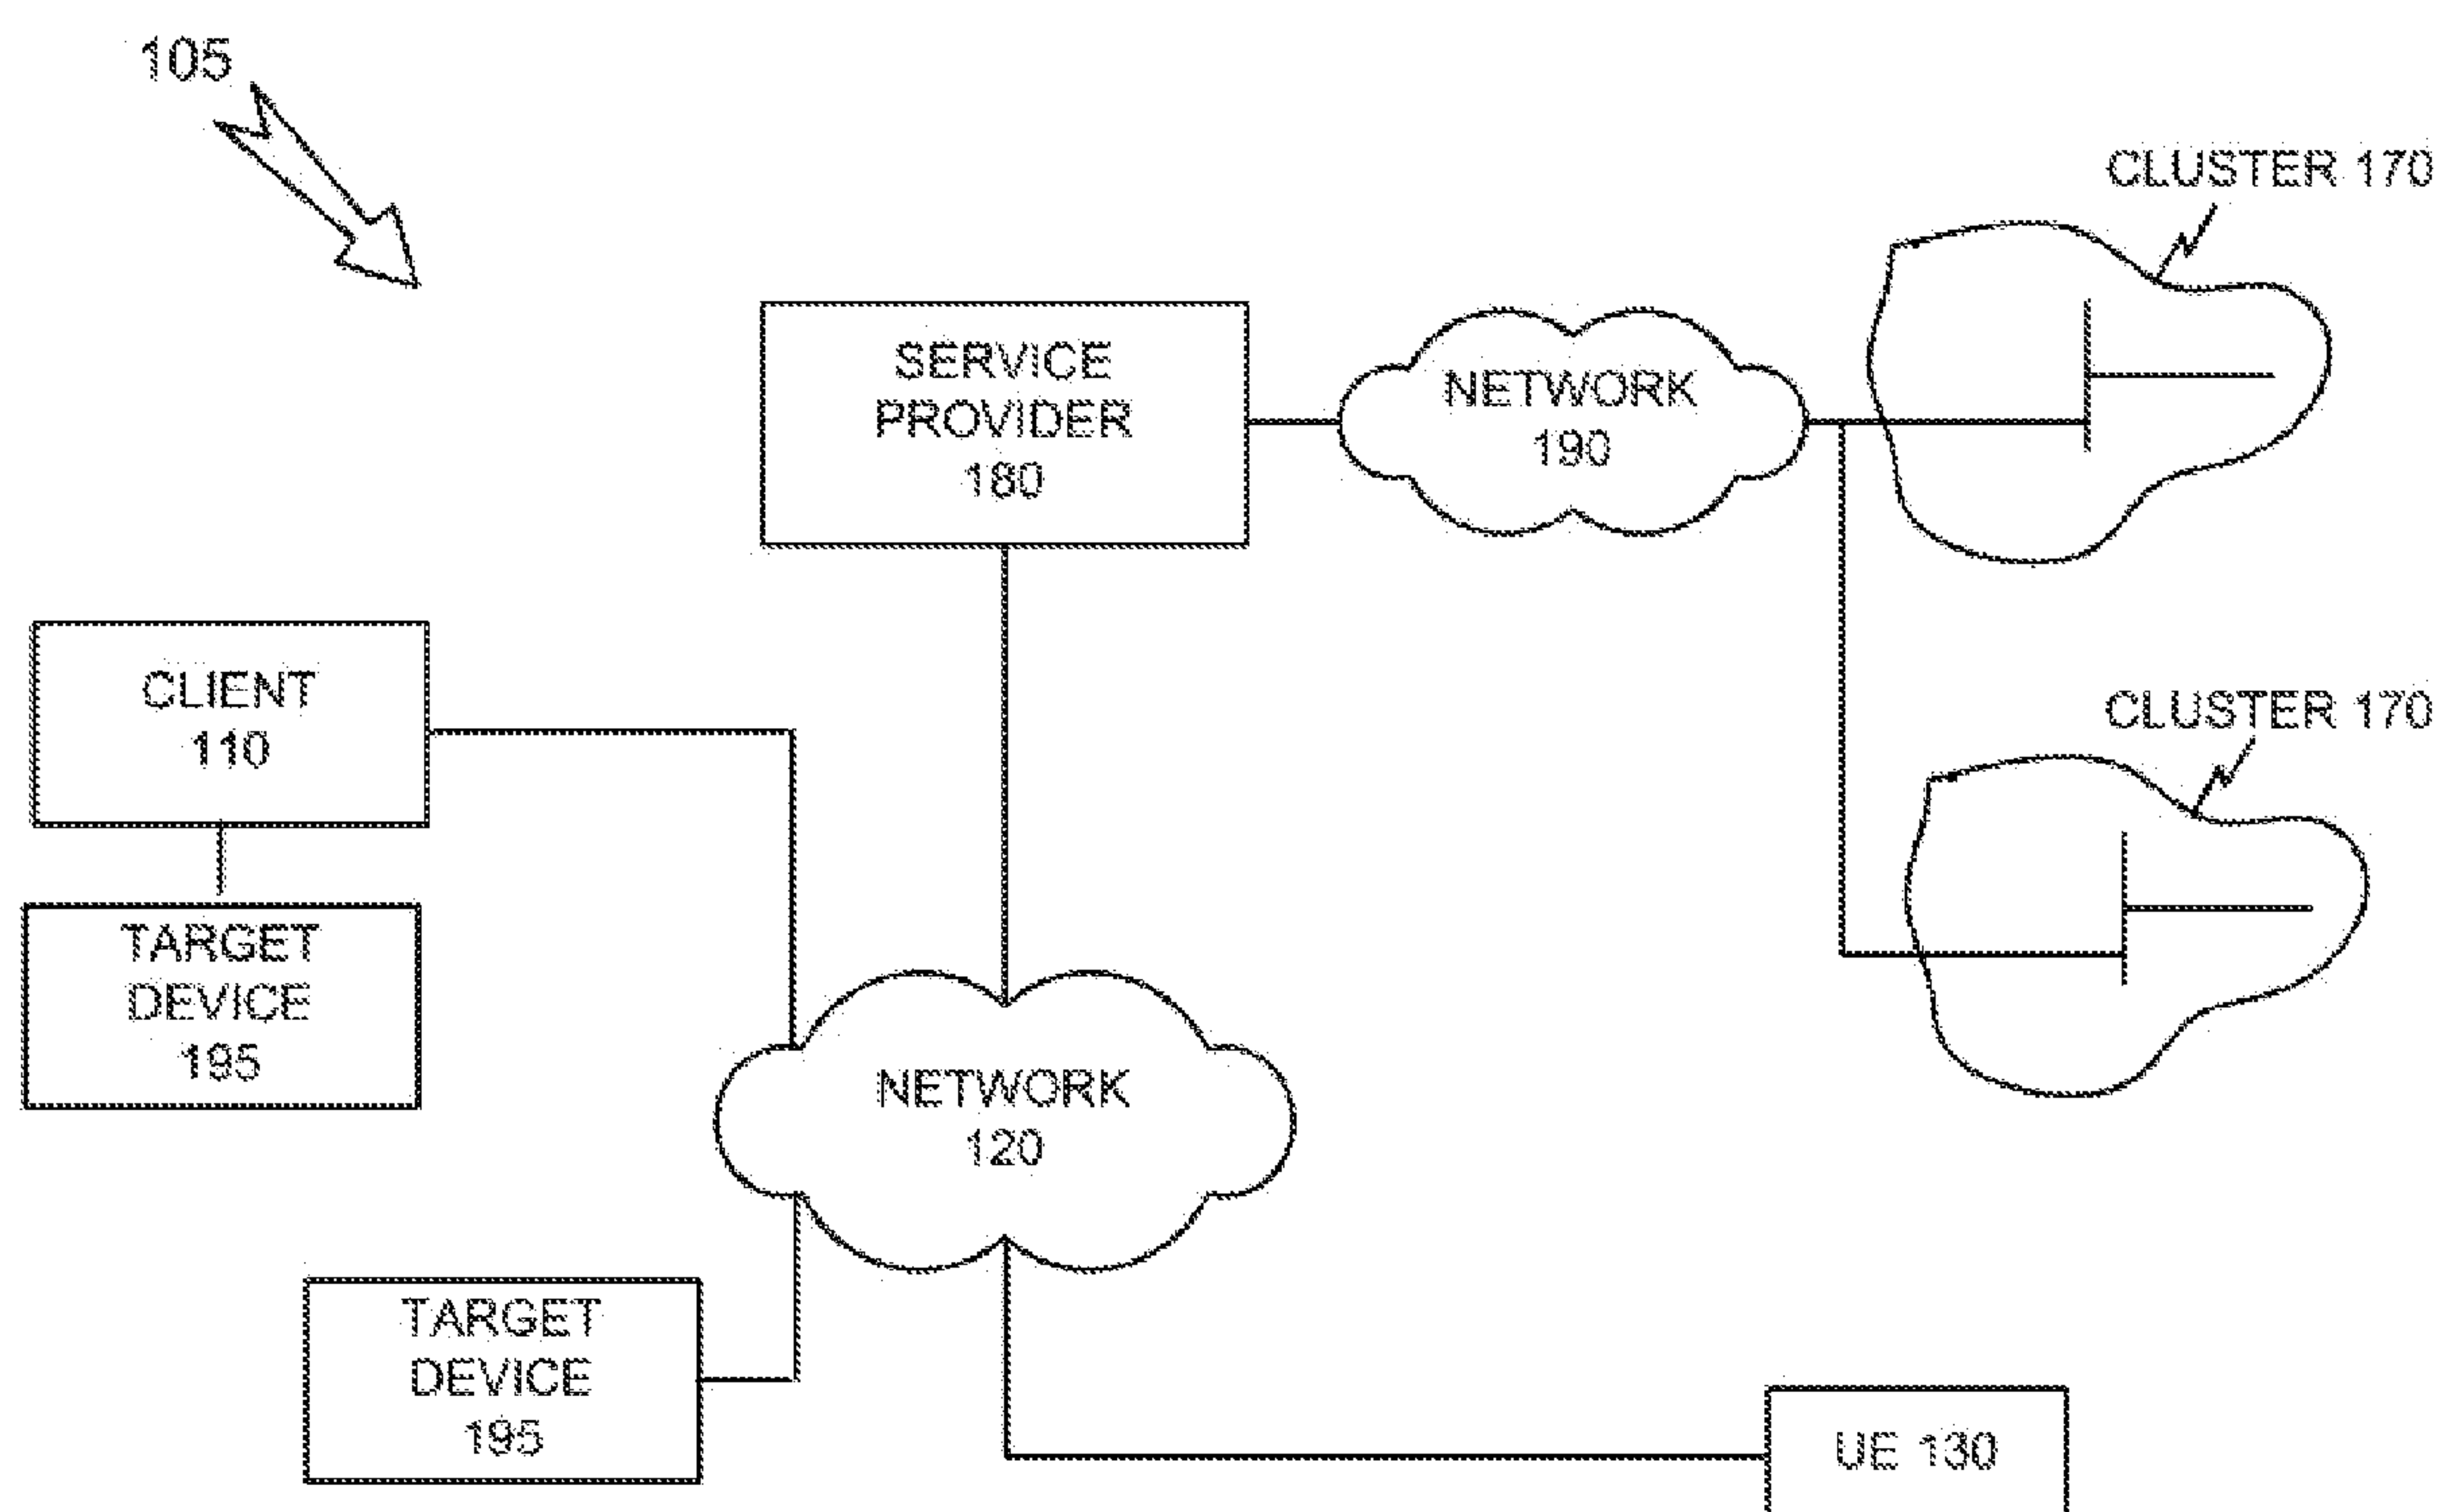 105
CLUSTER 170
SERVICE
PROVIDER
180
NETWORK
190
CLIENT
110
CLUSTER 170
TARGET
DEVICE
195
NETWORK
120
TARGET
DEVICE
195
UE 130